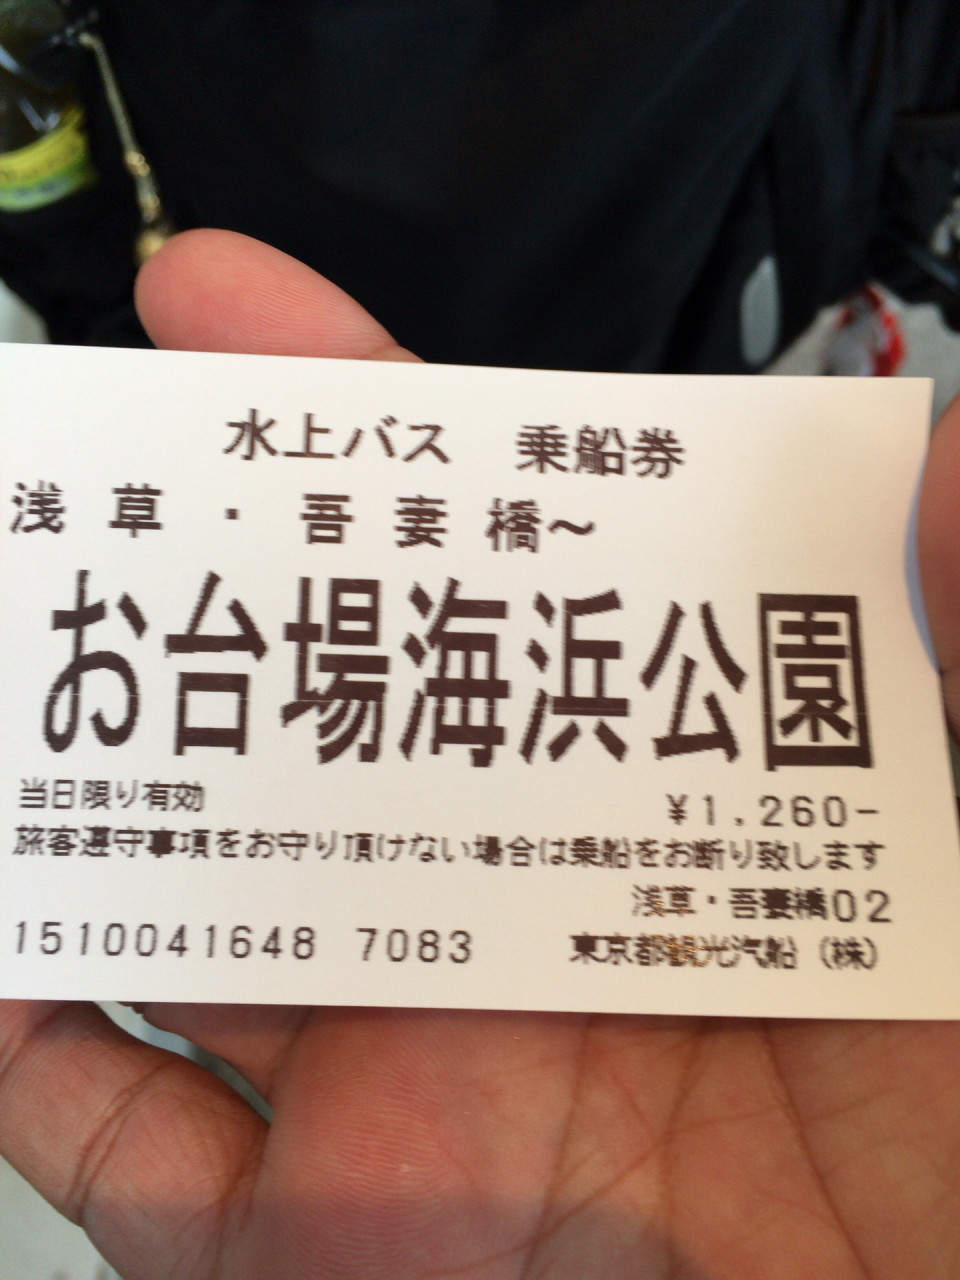 水上バス 乗船券
浅草・吾妻橋～
お台場海浜公園
当日限り有効
¥1,260-
旅客遵守事項をお守り頂けない場合は乗船をお断り致します
浅草・吾妻橋02
1510041648 7083
東京都観光汽船（株）